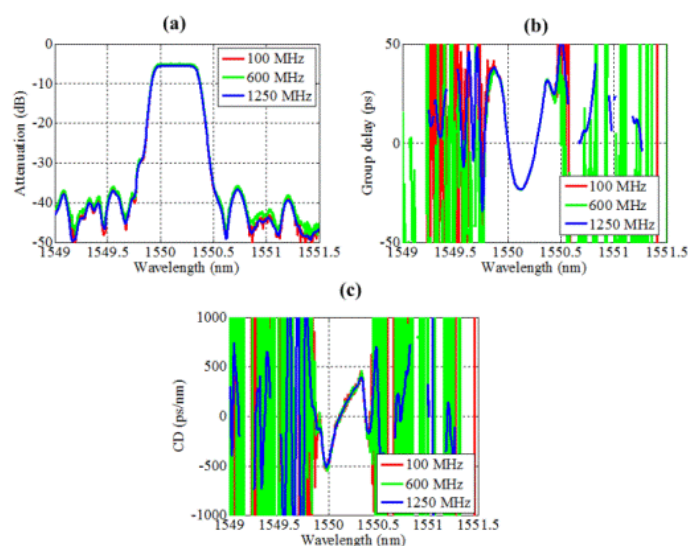 (a)
0
-10
-20
-30
-40
-50
Attenuation (dB)
100 MHz
600 MHz
1250 MHz
1549 1549.5 1550 1550.5 1551 1551.5
Wavelength (nm)
(b)
50
0
-50
Group delay (ps)
100 MHz
600 MHz
1250 MHz
1549 1549.5 1550 1550.5 1551 1551.5
Wavelength (nm)
(c)
1000
500
0
-500
-1000
CD (ps/nm)
100 MHz
600 MHz
1250 MHz
1549 1549.5 1550 1550.5 1551 1551.5
Wavelength (nm)